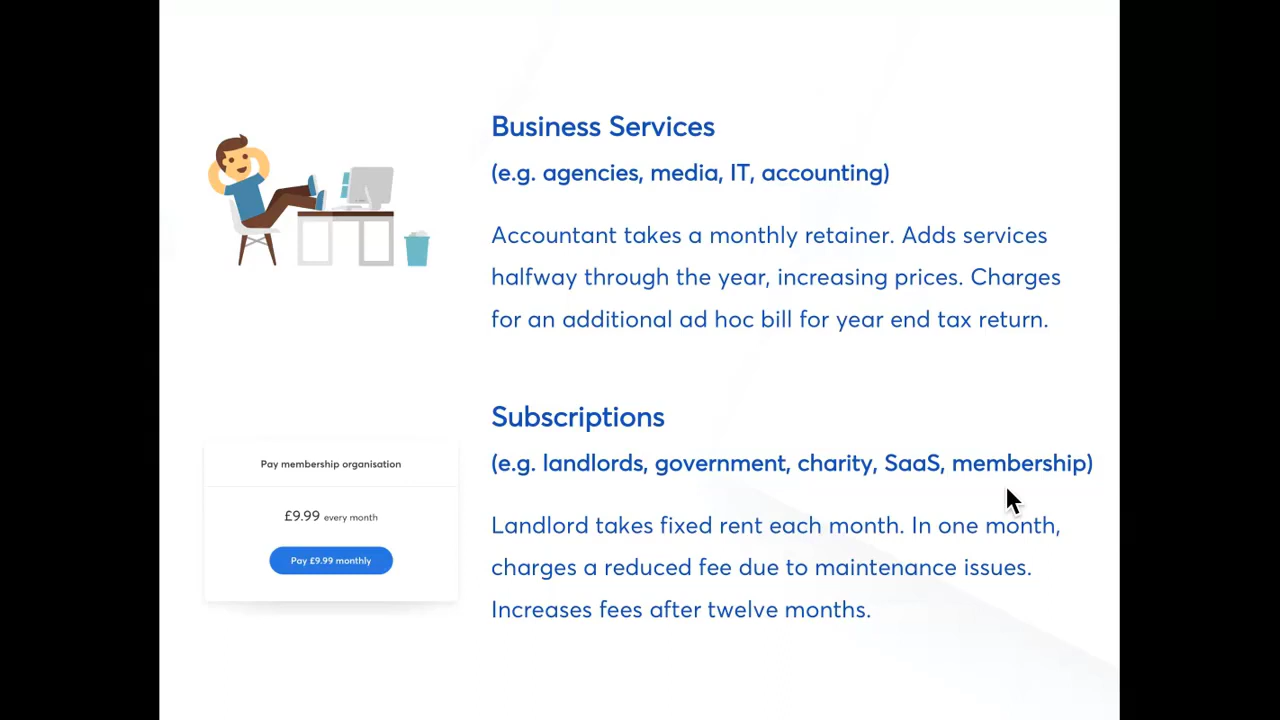 Business Services
(e.g. agencies, media, IT, accounting)
Accountant takes a monthly retainer. Adds services
halfway through the year, increasing prices. Charges
for an additional ad hoc bill for year end tax return.
Subscriptions
(e.g. landlords, government, charity, SaaS, membership)
Landlord takes fixed rent each month. In one month,
charges a reduced fee due to maintenance issues.
Increases fees after twelve months.
Pay membership organisation
£9.99 every month
Pay £9.99 monthly